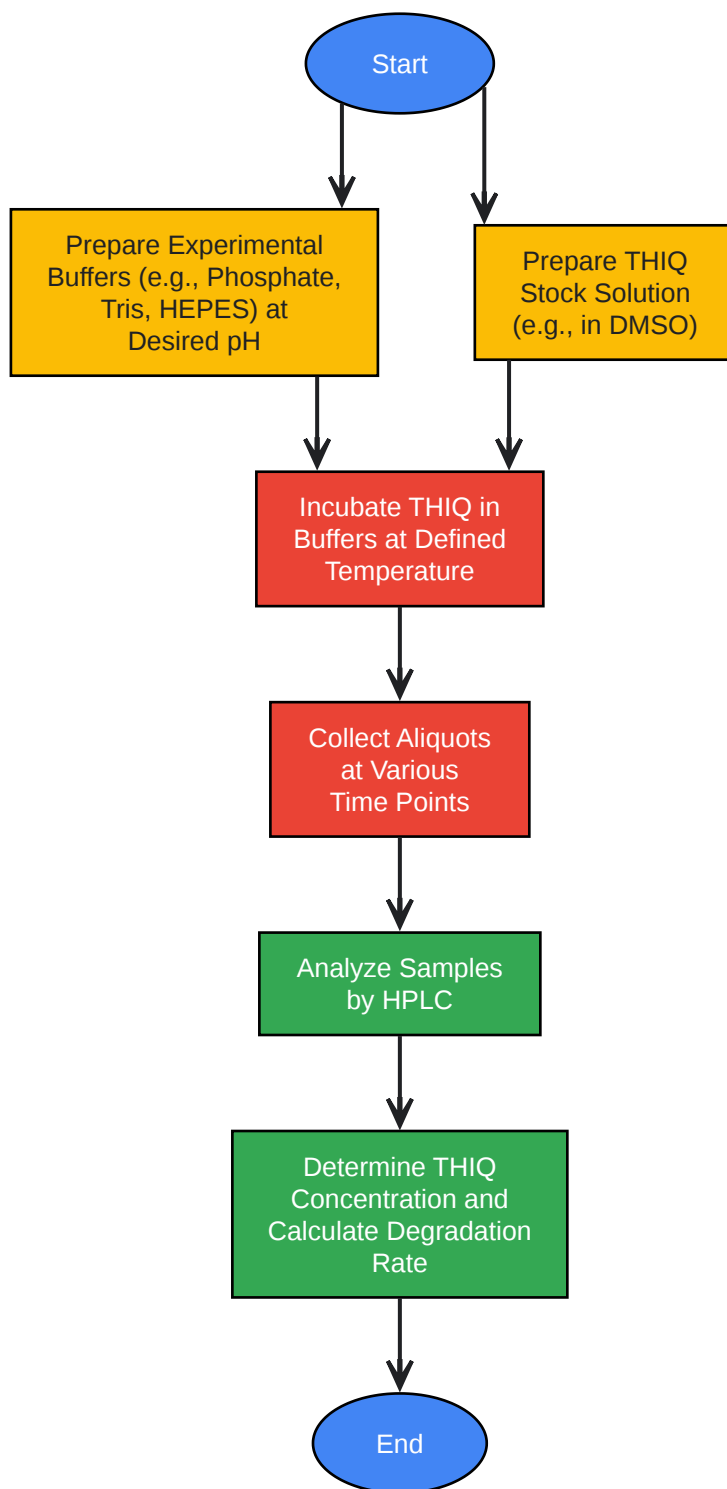 Start
Prepare Experimental
Buffers (e.g., Phosphate,
Tris, HEPES) at
Desired pH
Prepare THIQ
Stock Solution
(e.g., in DMSO)
Incubate THIQ in
Buffers at Defined
Temperature
Collect Aliquots
at Various
Time Points
Analyze Samples
by HPLC
Determine THIQ
Concentration and
Calculate Degradation
Rate
End